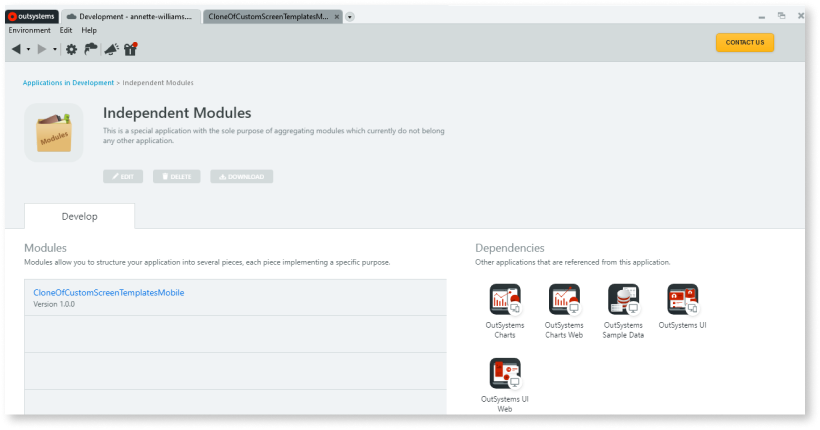 outsystems
Development - annette-williams....
CloneOfCustomScreenTemplatesM...
Environment Edit Help
CONTACT US
Applications in Development > Independent Modules
Modules
Independent Modules
This is a special application with the sole purpose of aggregating modules which currently do not belong
any other application.
EDIT
DELETE
DOWNLOAD
Develop
Modules
Modules allow you to structure your application into several pieces, each piece implementing a specific purpose.
CloneOfCustomScreenTemplatesMobile
Version 1.0.0
Dependencies
Other applications that are referenced from this application.
OutSystems
Charts
OutSystems
Charts Web
OutSystems
Sample Data
OutSystems UI
OutSystems UI
Web